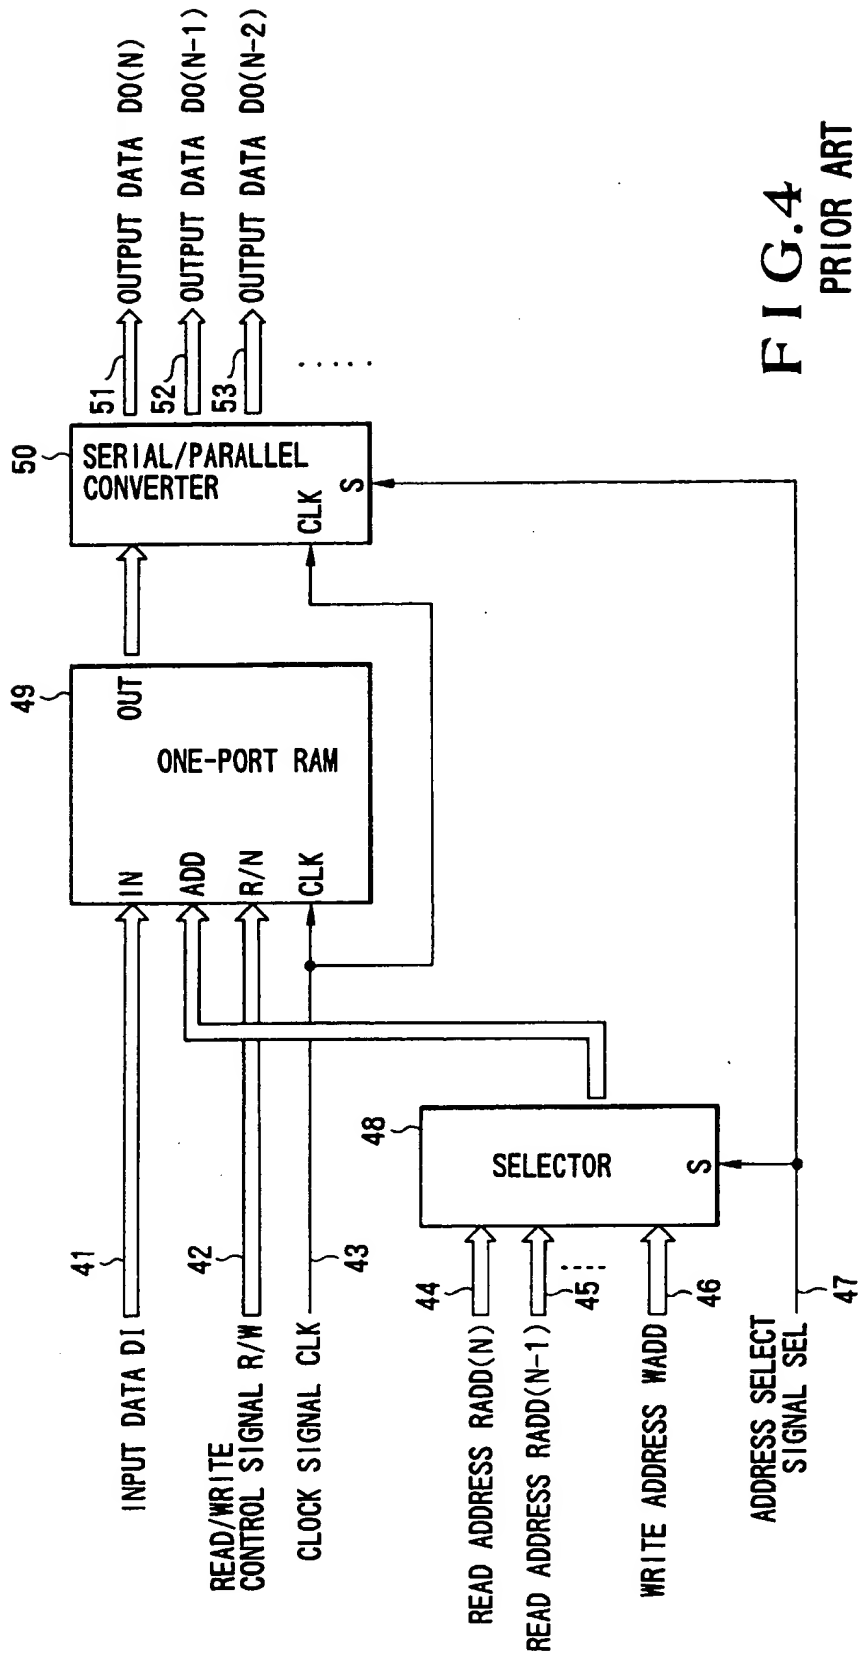 INPUT DATA DI
41
READ/WRITE
CONTROL SIGNAL R/W
42
CLOCK SIGNAL CLK
43
READ ADDRESS RADD(N)
44
READ ADDRESS RADD(N-1)
45
WRITE ADDRESS WADD
46
ADDRESS SELECT
SIGNAL SEL
47
48
SELECTOR
S
49
IN
ADD
R/N
CLK
OUT
ONE-PORT RAM
50
SERIAL/PARALLEL
CONVERTER
CLK
S
51
OUTPUT DATA DO(N)
52
OUTPUT DATA DO(N-1)
53
OUTPUT DATA DO(N-2)
FIG.4
PRIOR ART